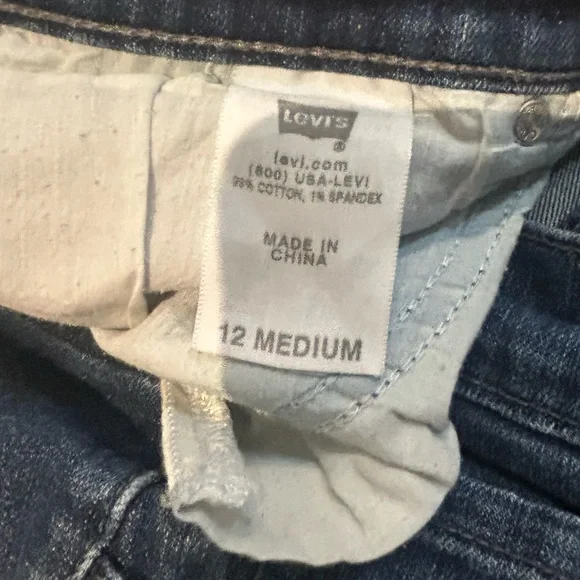 Levi's
®
levi.com
(800) USA-LEVI
99% COTTON, 1% SPANDEX
MADE IN
CHINA
12 MEDIUM